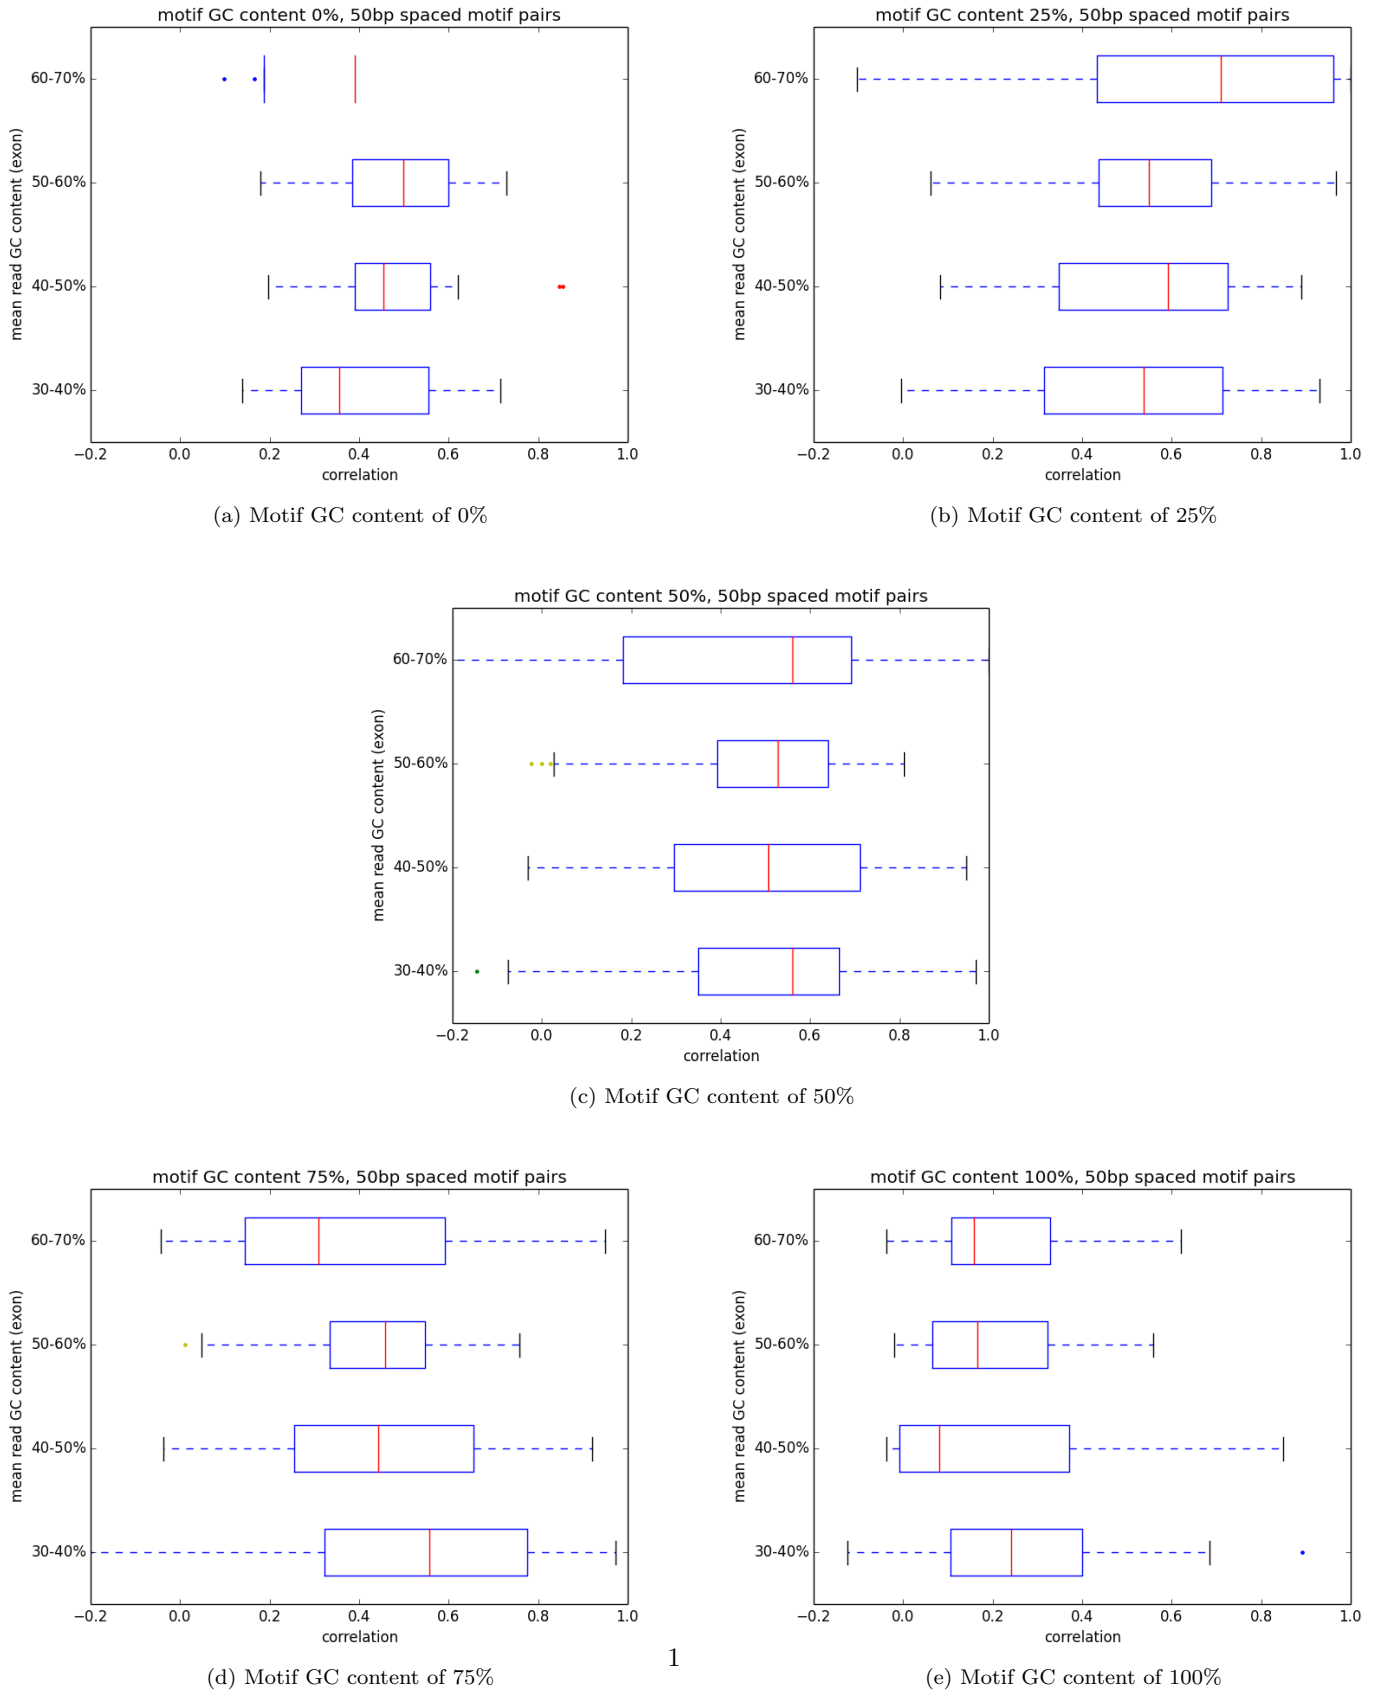 motif GC content 0%, 50bp spaced motif pairs
mean read GC content (exon)
60-70%
50-60%
40-50%
30-40%
−0.2 0.0 0.2 0.4 0.6 0.8 1.0
correlation
(a) Motif GC content of 0%
motif GC content 25%, 50bp spaced motif pairs
mean read GC content (exon)
60-70%
50-60%
40-50%
30-40%
−0.2 0.0 0.2 0.4 0.6 0.8 1.0
correlation
(b) Motif GC content of 25%
motif GC content 50%, 50bp spaced motif pairs
mean read GC content (exon)
60-70%
50-60%
40-50%
30-40%
−0.2 0.0 0.2 0.4 0.6 0.8 1.0
correlation
(c) Motif GC content of 50%
motif GC content 75%, 50bp spaced motif pairs
mean read GC content (exon)
60-70%
50-60%
40-50%
30-40%
−0.2 0.0 0.2 0.4 0.6 0.8 1.0
correlation
(d) Motif GC content of 75%
motif GC content 100%, 50bp spaced motif pairs
mean read GC content (exon)
60-70%
50-60%
40-50%
30-40%
−0.2 0.0 0.2 0.4 0.6 0.8 1.0
correlation
(e) Motif GC content of 100%
1